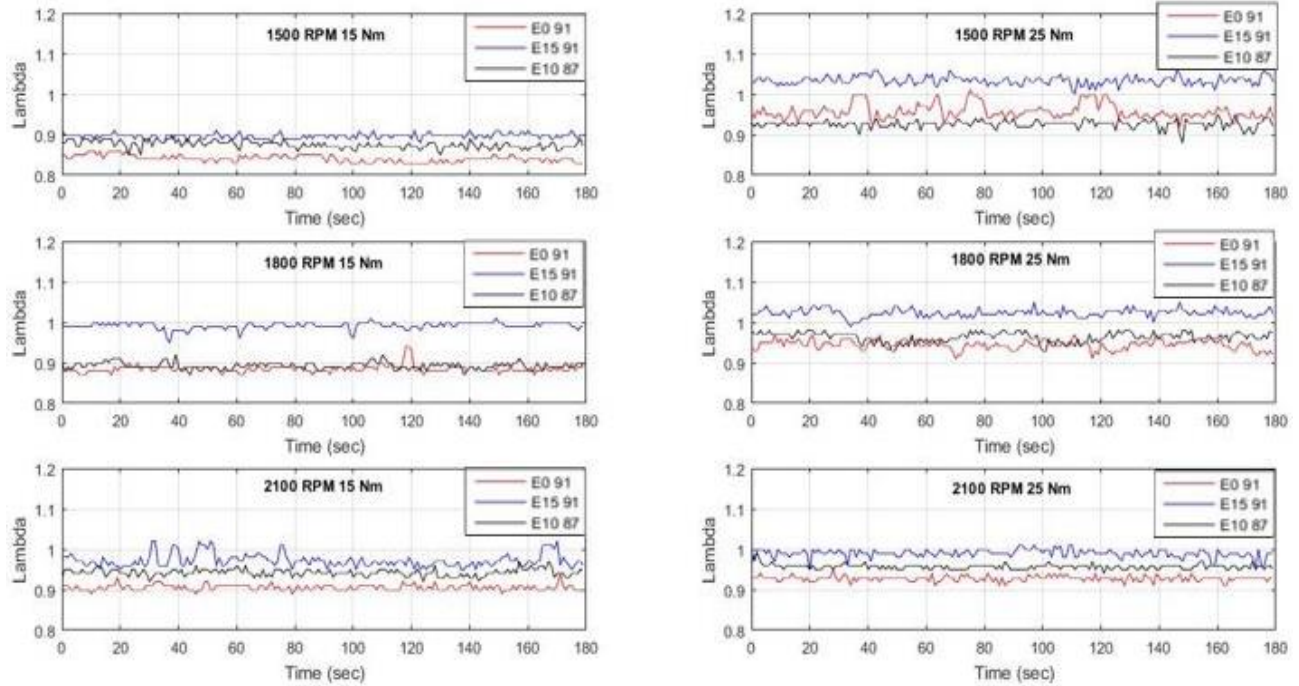 1.2
1.1
1
0.9
0.8
Lambda
1500 RPM 15 Nm
E0 91
E15 91
E10 87
0 20 40 60 80 100 120 140 160 180
Time (sec)
1.2
1.1
1
0.9
0.8
Lambda
1500 RPM 25 Nm
E0 91
E15 91
E10 87
0 20 40 60 80 100 120 140 160 180
Time (sec)
1.2
1.1
1
0.9
0.8
Lambda
1800 RPM 15 Nm
E0 91
E15 91
E10 87
0 20 40 60 80 100 120 140 160 180
Time (sec)
1.2
1.1
1
0.9
0.8
Lambda
1800 RPM 25 Nm
E0 91
E15 91
E10 87
0 20 40 60 80 100 120 140 160 180
Time (sec)
1.2
1.1
1
0.9
0.8
Lambda
2100 RPM 15 Nm
E0 91
E15 91
E10 87
0 20 40 60 80 100 120 140 160 180
Time (sec)
1.2
1.1
1
0.9
0.8
Lambda
2100 RPM 25 Nm
E0 91
E15 91
E10 87
0 20 40 60 80 100 120 140 160 180
Time (sec)